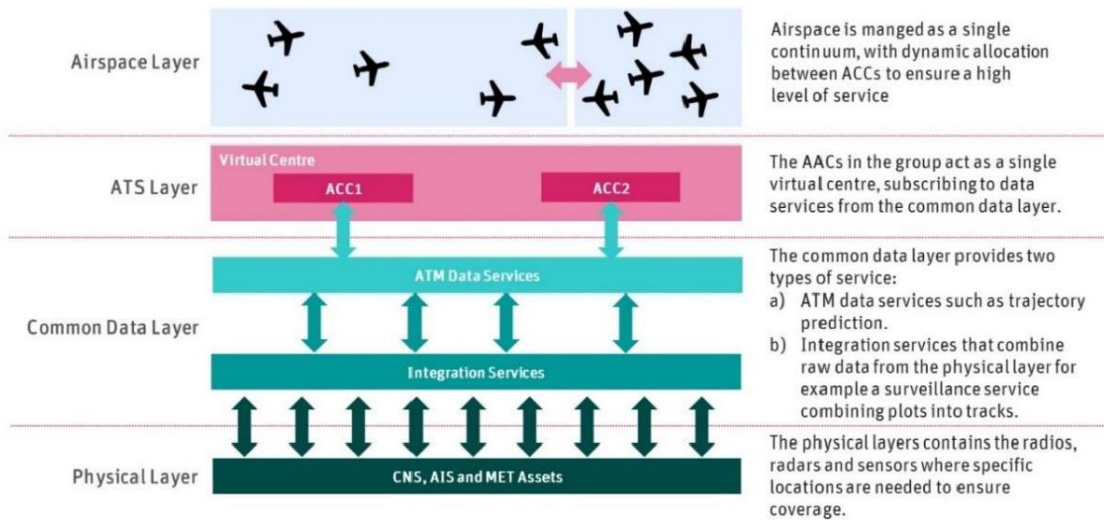 Airspace Layer
Airspace is manged as a single
continuum, with dynamic allocation
between ACCs to ensure a high
level of service
Virtual Centre
ATS Layer
ACC1
ACC2
The AACs in the group act as a single
virtual centre, subscribing to data
services from the common data layer.
Common Data Layer
ATM Data Services
Integration Services
The common data layer provides two
types of service:
a) ATM data services such as trajectory
prediction.
b) Integration services that combine
raw data from the physical layer for
example a surveillance service
combining plots into tracks.
Physical Layer
CNS, AIS and MET Assets
The physical layers contains the radios,
radars and sensors where specific
locations are needed to ensure
coverage.